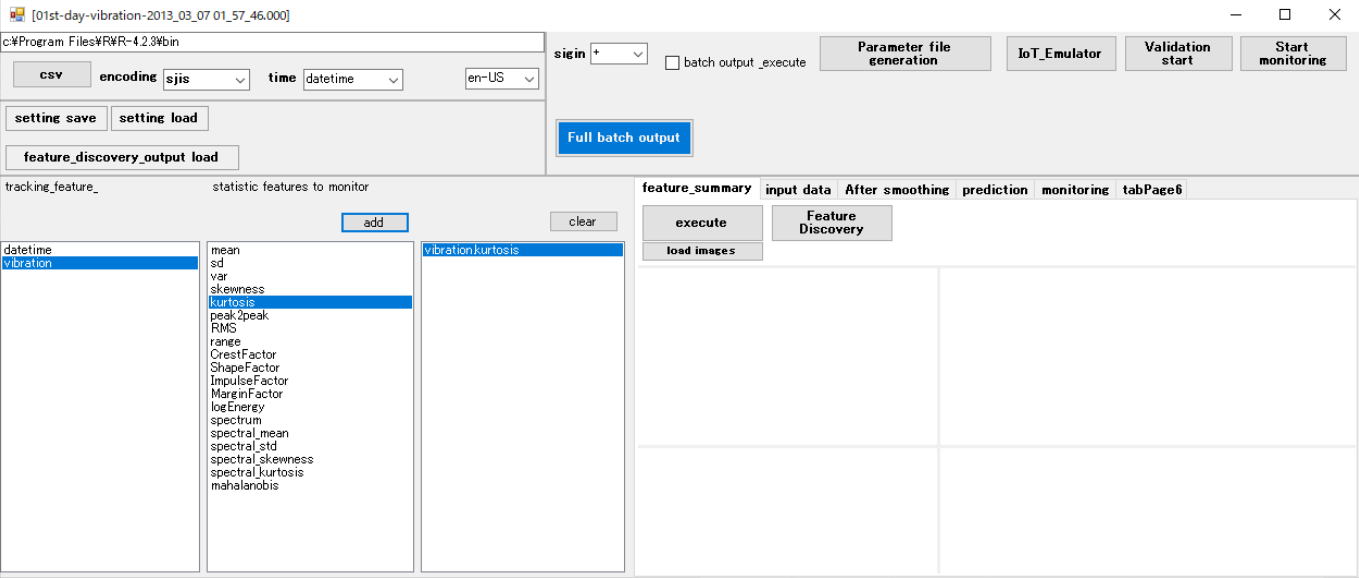 [01st-day-vibration-2013_03_07 01_57_46.000]
c:¥Program Files¥R¥R-4.2.3¥bin
csv
encoding
sjis
time
datetime
en-US
sigin
+
batch output _execute
Parameter file
generation
IoT_Emulator
Validation
start
Start
monitoring
setting save
setting load
feature_discovery_output load
Full batch output
tracking_feature_
statistic features to monitor
add
clear
datetime
vibration
mean
sd
var
skewness
kurtosis
peak2peak
RMS
range
CrestFactor
ShapeFactor
ImpulseFactor
MarginFactor
logEnergy
spectrum
spectral_mean
spectral_std
spectral_skewness
spectral_kurtosis
mahalanobis
vibration:kurtosis
feature_summary
input data
After smoothing
prediction
monitoring
tabPage6
execute
Feature
Discovery
load images